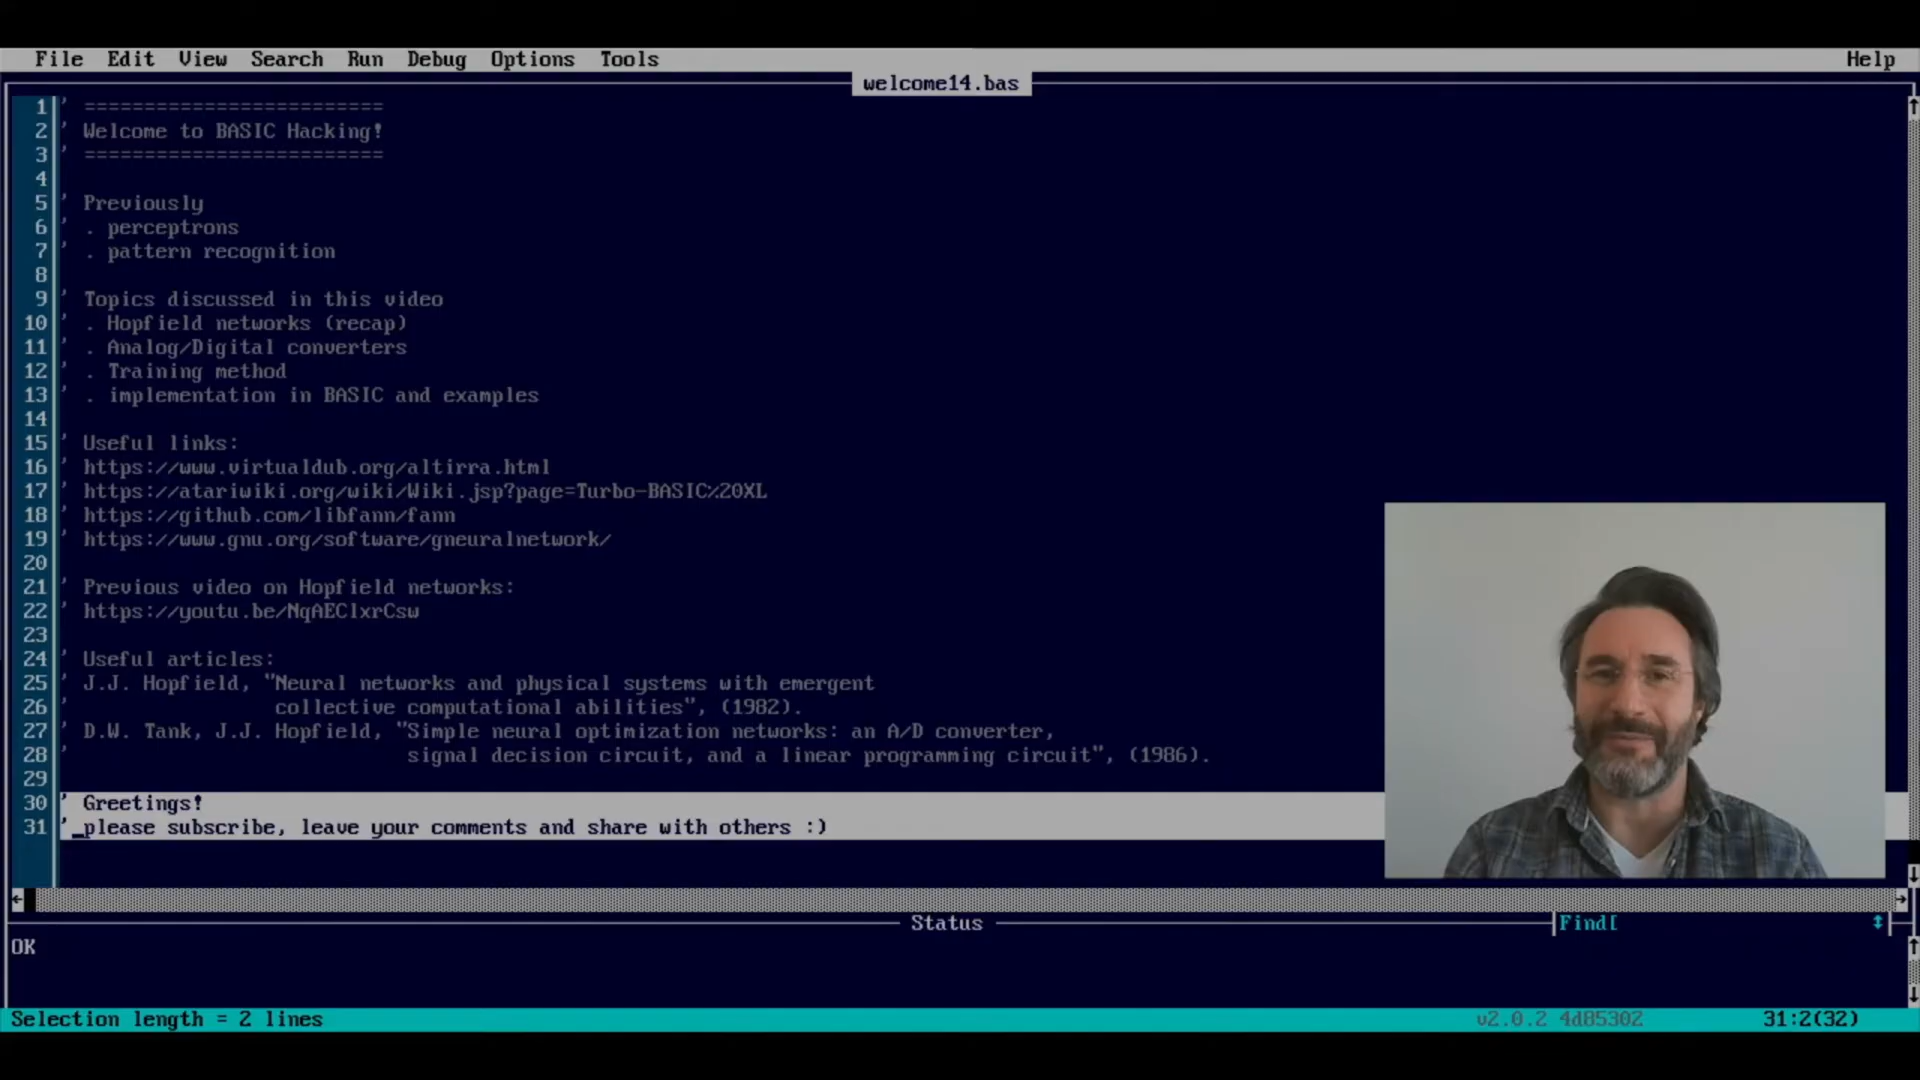 File Edit View Search Run Debug Options Tools Help
welcome14.bas
1 ' =========================
2 ' Welcome to BASIC Hacking!
3 ' =========================
4
5 ' Previously
6 ' . perceptrons
7 ' . pattern recognition
8
9 ' Topics discussed in this video
10 ' . Hopfield networks (recap)
11 ' . Analog/Digital converters
12 ' . Training method
13 ' . implementation in BASIC and examples
14
15 ' Useful links:
16 ' https://www.virtualdub.org/altirra.html
17 ' https://atariwiki.org/wiki/Wiki.jsp?page=Turbo-BASIC%20XL
18 ' https://github.com/libfann/fann
19 ' https://www.gnu.org/software/gneuralnetwork/
20
21 ' Previous video on Hopfield networks:
22 ' https://youtu.be/NqAEClxrCsw
23
24 ' Useful articles:
25 ' J.J. Hopfield, "Neural networks and physical systems with emergent
26 ' collective computational abilities", (1982).
27 ' D.W. Tank, J.J. Hopfield, "Simple neural optimization networks: an A/D converter,
28 ' signal decision circuit, and a linear programming circuit", (1986).
29
30 ' Greetings!
31 ' please subscribe, leave your comments and share with others :)
Status
Find[
OK
Selection length = 2 lines v2.0.2 4d85302 31:2(32)